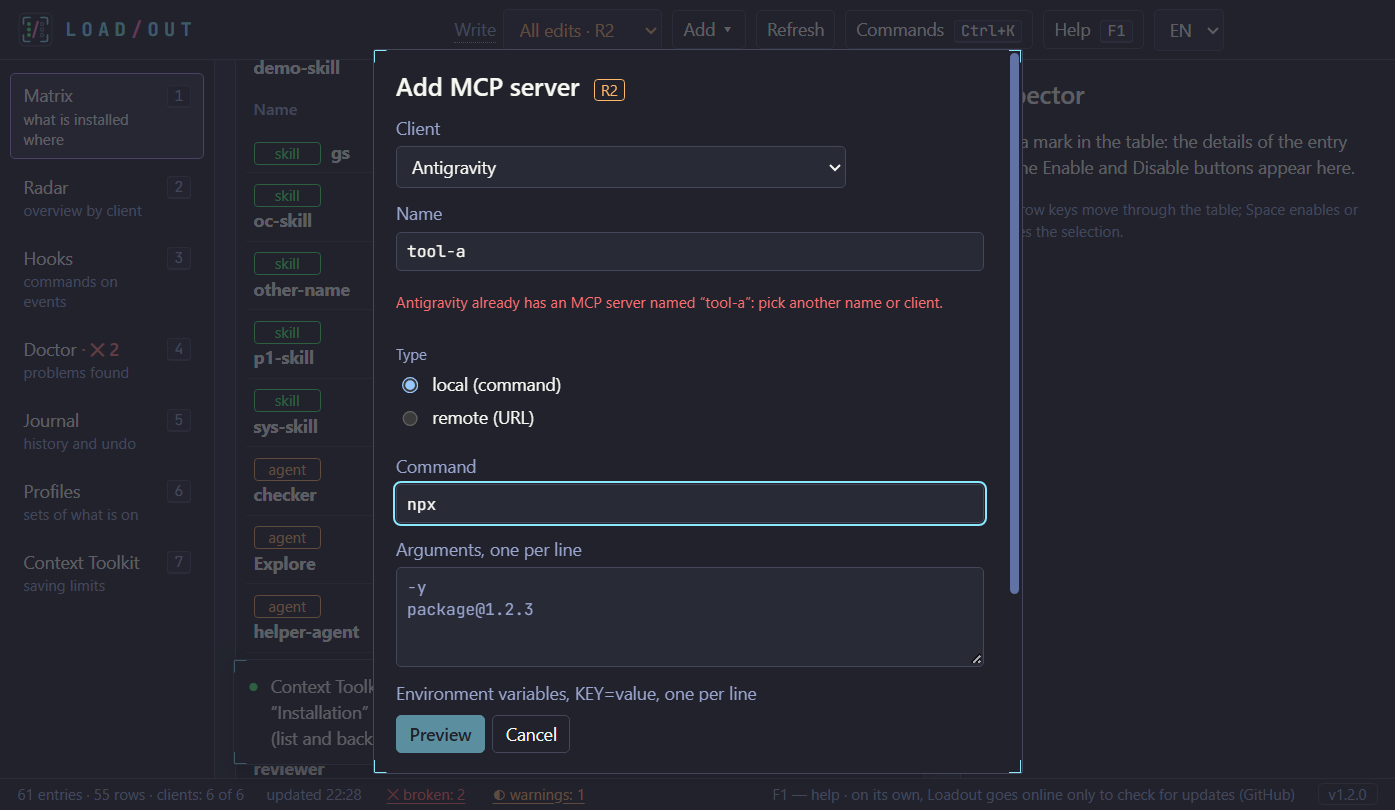 LOAD/OUT
Write
All edits · R2
Add
Refresh
Commands Ctrl+K
Help F1
EN
Matrix 1
what is installed
where
Radar 2
overview by client
Hooks 3
commands on
events
Doctor · 2 4
problems found
Journal 5
history and undo
Profiles 6
sets of what is on
Context Toolkit 7
saving limits
demo-skill
Name
skill gs
skill
oc-skill
skill
other-name
skill
p1-skill
skill
sys-skill
agent
checker
agent
Explore
agent
helper-agent
Context Toolk
“Installation”
(list and back
reviewer
Add MCP server R2
Client
Antigravity
Name
tool-a
Antigravity already has an MCP server named “tool-a”: pick another name or client.
Type
local (command)
remote (URL)
Command
npx
Arguments, one per line
-y
package@1.2.3
Environment variables, KEY=value, one per line
Preview
Cancel
pector
a mark in the table: the details of the entry
he Enable and Disable buttons appear here.
row keys move through the table; Space enables or
es the selection.
61 entries · 55 rows · clients: 6 of 6
updated 22:28
broken: 2
warnings: 1
F1 — help · on its own, Loadout goes online only to check for updates (GitHub)
v1.2.0